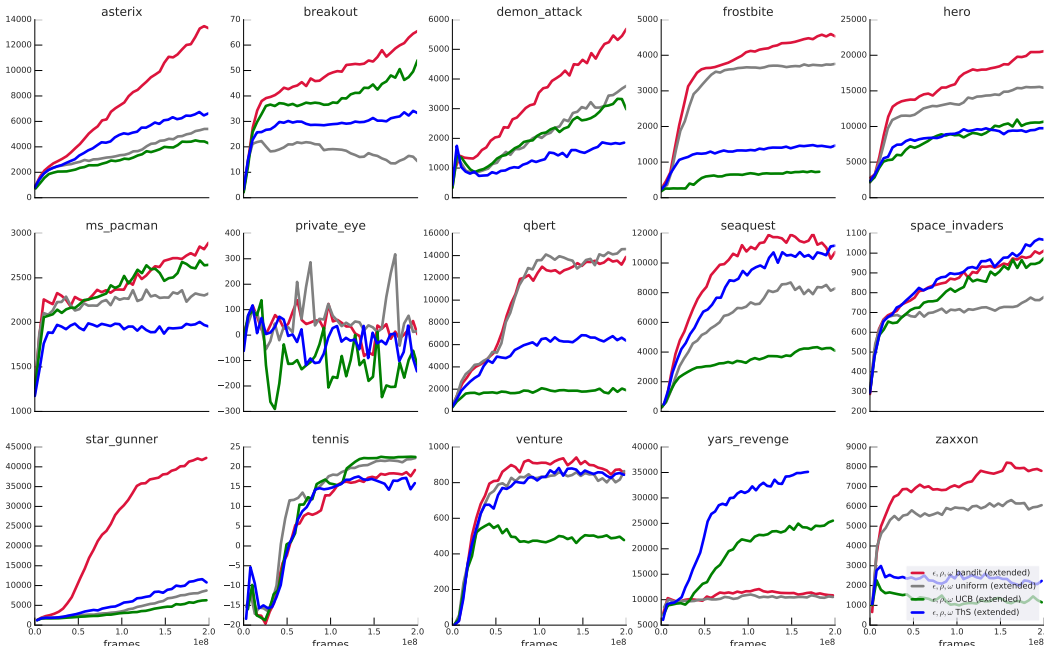 asterix breakout demon_attack frostbite hero
14000 70 6000 5000 25000
12000 60 5000 4000 20000
10000 50 4000 3000 15000
8000 40 3000 2000 10000
6000 30 2000 1000 5000
4000 20 1000 0 0
2000 10 0
0 0
ms_pacman private_eye qbert seaquest space_invaders
3000 400 16000 12000 1100
2500 300 14000 10000 1000
2000 200 12000 8000 900
1500 100 10000 6000 800
1000 0 8000 4000 700
−100 6000 2000 600
−200 4000 0 500
−300 2000 400
0 300
200
star_gunner tennis venture yars_revenge zaxxon
45000 25 1000 40000 9000
40000 20 800 35000 8000
35000 15 600 30000 7000
30000 10 400 25000 6000
25000 5 200 20000 5000
20000 0 0 15000 4000
15000 −5 10000 3000
10000 −10 5000 2000
5000 −15 1000
0 −20 0
ϵ, ρ, ω bandit (extended)
ϵ, ρ, ω uniform (extended)
ϵ, ρ, ω UCB (extended)
ϵ, ρ, ω ThS (extended)
0.0 0.5 1.0 1.5 2.0 0.0 0.5 1.0 1.5 2.0 0.0 0.5 1.0 1.5 2.0 0.0 0.5 1.0 1.5 2.0 0.0 0.5 1.0 1.5 2.0
1e8 1e8 1e8 1e8 1e8
frames frames frames frames frames